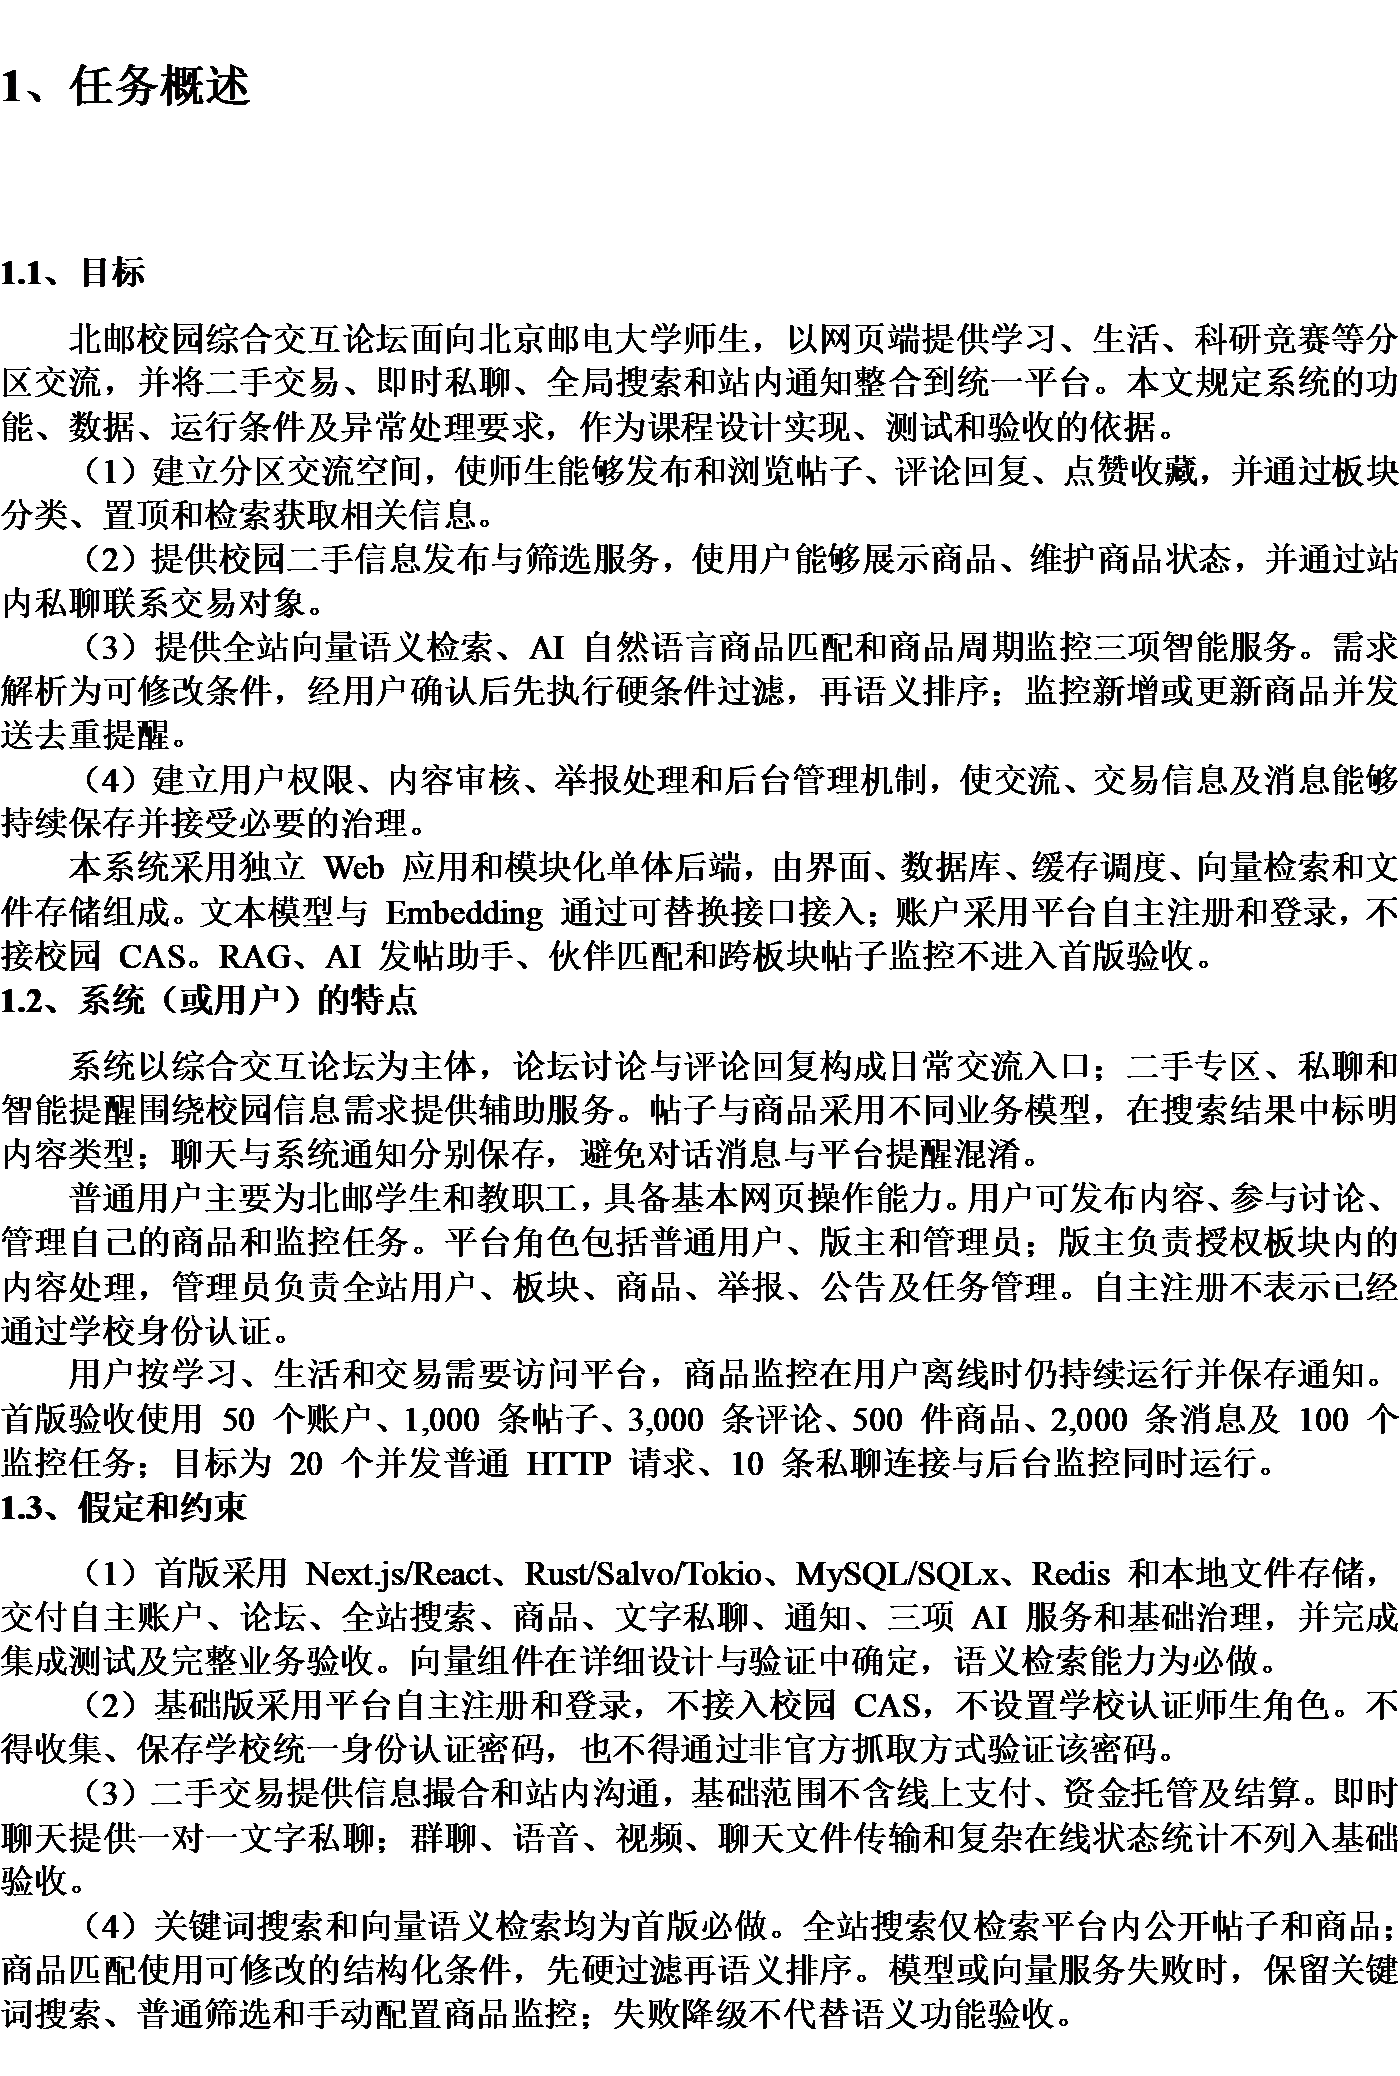 1、任务概述
1.1、目标
北邮校园综合交互论坛面向北京邮电大学师生，以网页端提供学习、生活、科研竞赛等分
区交流，并将二手交易、即时私聊、全局搜索和站内通知整合到统一平台。本文规定系统的功
能、数据、运行条件及异常处理要求，作为课程设计实现、测试和验收的依据。
（1）建立分区交流空间，使师生能够发布和浏览帖子、评论回复、点赞收藏，并通过板块
分类、置顶和检索获取相关信息。
（2）提供校园二手信息发布与筛选服务，使用户能够展示商品、维护商品状态，并通过站
内私聊联系交易对象。
（3）提供全站向量语义检索、AI 自然语言商品匹配和商品周期监控三项智能服务。需求
解析为可修改条件，经用户确认后先执行硬条件过滤，再语义排序；监控新增或更新商品并发
送去重提醒。
（4）建立用户权限、内容审核、举报处理和后台管理机制，使交流、交易信息及消息能够
持续保存并接受必要的治理。
本系统采用独立 Web 应用和模块化单体后端，由界面、数据库、缓存调度、向量检索和文
件存储组成。文本模型与 Embedding 通过可替换接口接入；账户采用平台自主注册和登录，不
接校园 CAS。RAG、AI 发帖助手、伙伴匹配和跨板块帖子监控不进入首版验收。
1.2、系统（或用户）的特点
系统以综合交互论坛为主体，论坛讨论与评论回复构成日常交流入口；二手专区、私聊和
智能提醒围绕校园信息需求提供辅助服务。帖子与商品采用不同业务模型，在搜索结果中标明
内容类型；聊天与系统通知分别保存，避免对话消息与平台提醒混淆。
普通用户主要为北邮学生和教职工，具备基本网页操作能力。用户可发布内容、参与讨论、
管理自己的商品和监控任务。平台角色包括普通用户、版主和管理员；版主负责授权板块内的
内容处理，管理员负责全站用户、板块、商品、举报、公告及任务管理。自主注册不表示已经
通过学校身份认证。
用户按学习、生活和交易需要访问平台，商品监控在用户离线时仍持续运行并保存通知。
首版验收使用 50 个账户、1,000 条帖子、3,000 条评论、500 件商品、2,000 条消息及 100 个
监控任务；目标为 20 个并发普通 HTTP 请求、10 条私聊连接与后台监控同时运行。
1.3、假定和约束
（1）首版采用 Next.js/React、Rust/Salvo/Tokio、MySQL/SQLx、Redis 和本地文件存储，
交付自主账户、论坛、全站搜索、商品、文字私聊、通知、三项 AI 服务和基础治理，并完成
集成测试及完整业务验收。向量组件在详细设计与验证中确定，语义检索能力为必做。
（2）基础版采用平台自主注册和登录，不接入校园 CAS，不设置学校认证师生角色。不
得收集、保存学校统一身份认证密码，也不得通过非官方抓取方式验证该密码。
（3）二手交易提供信息撮合和站内沟通，基础范围不含线上支付、资金托管及结算。即时
聊天提供一对一文字私聊；群聊、语音、视频、聊天文件传输和复杂在线状态统计不列入基础
验收。
（4）关键词搜索和向量语义检索均为首版必做。全站搜索仅检索平台内公开帖子和商品；
商品匹配使用可修改的结构化条件，先硬过滤再语义排序。模型或向量服务失败时，保留关键
词搜索、普通筛选和手动配置商品监控；失败降级不代替语义功能验收。